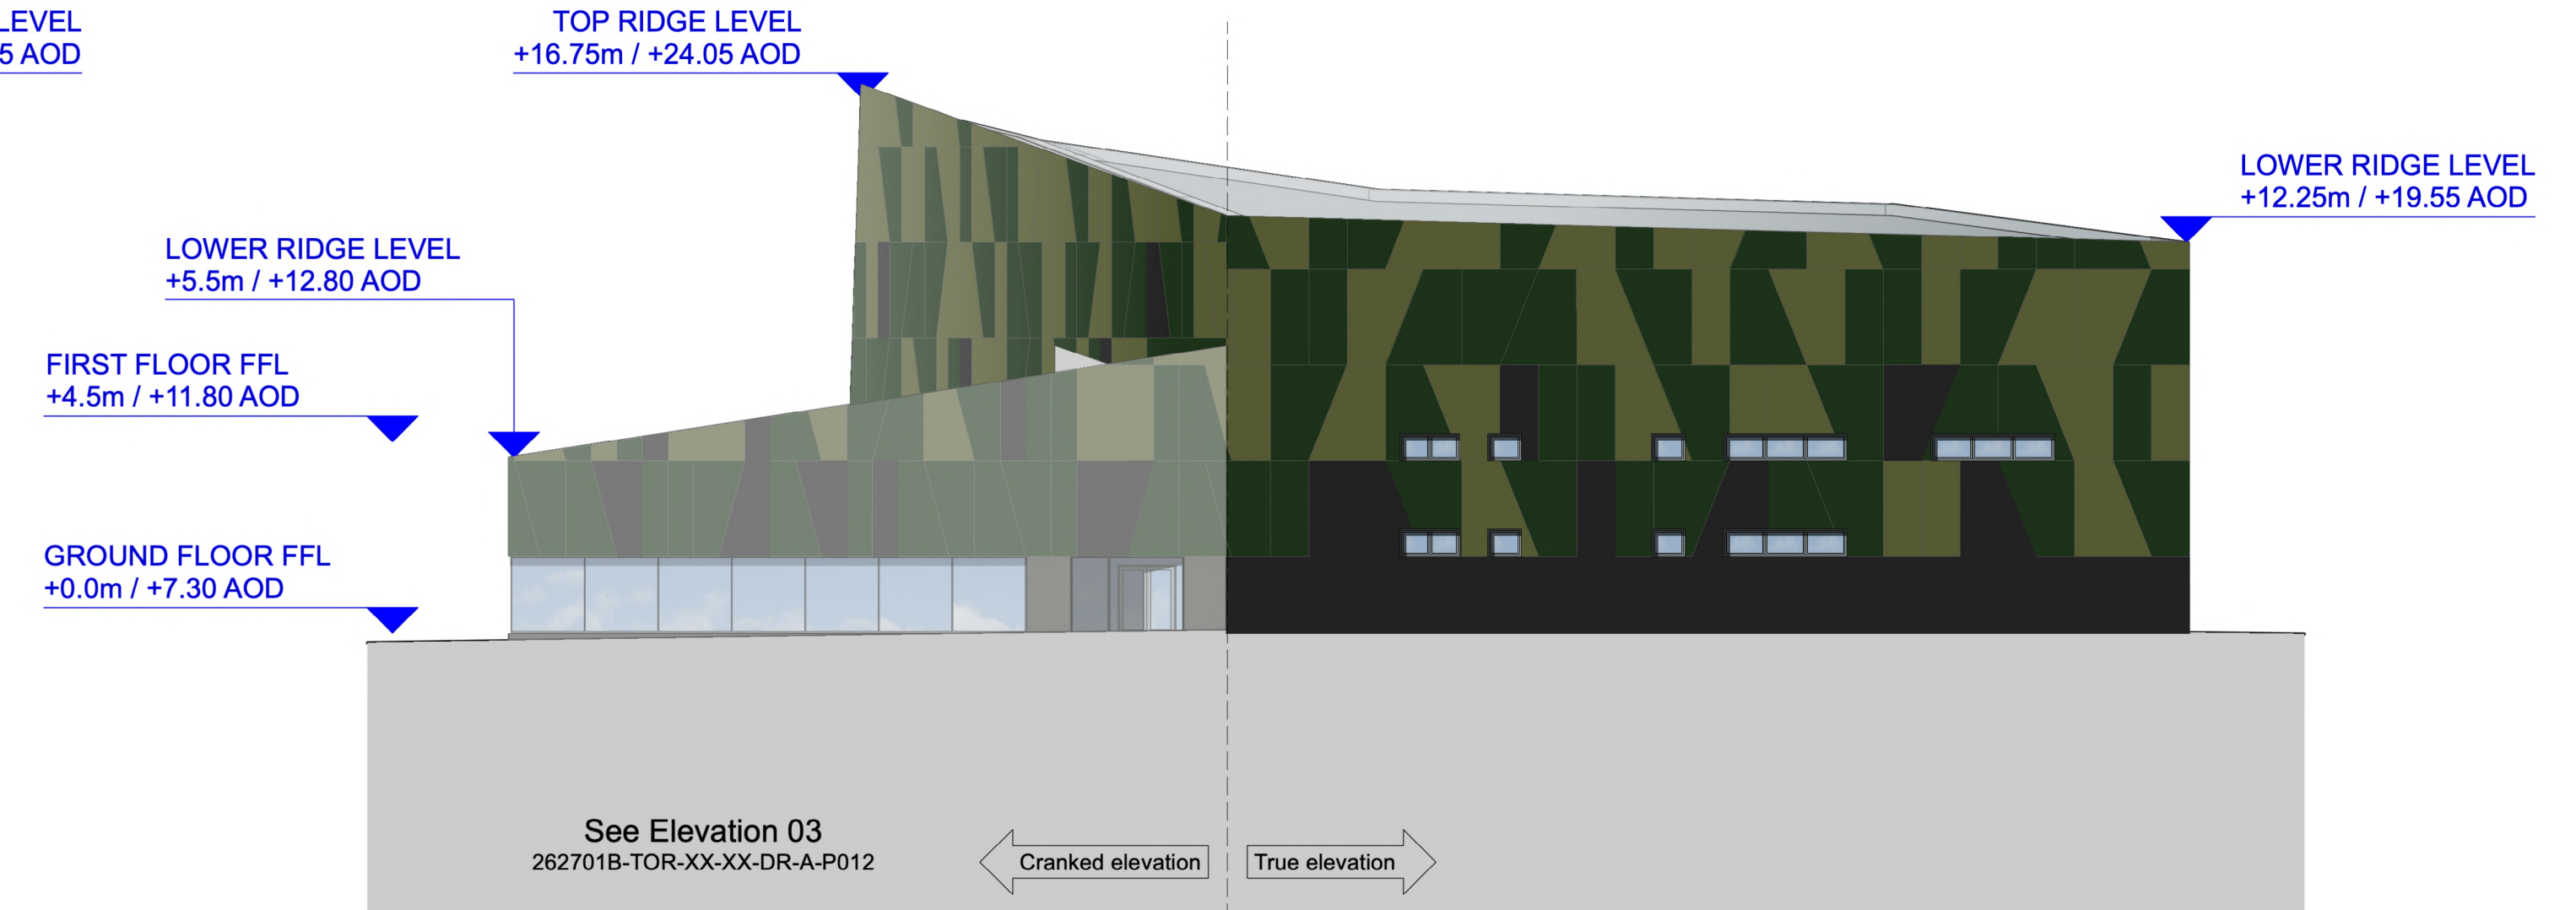 LEVEL
5 AOD
TOP RIDGE LEVEL
+16.75m / +24.05 AOD
LOWER RIDGE LEVEL
+12.25m / +19.55 AOD
LOWER RIDGE LEVEL
+5.5m / +12.80 AOD
FIRST FLOOR FFL
+4.5m / +11.80 AOD
GROUND FLOOR FFL
+0.0m / +7.30 AOD
See Elevation 03
262701B-TOR-XX-XX-DR-A-P012
Cranked elevation
True elevation